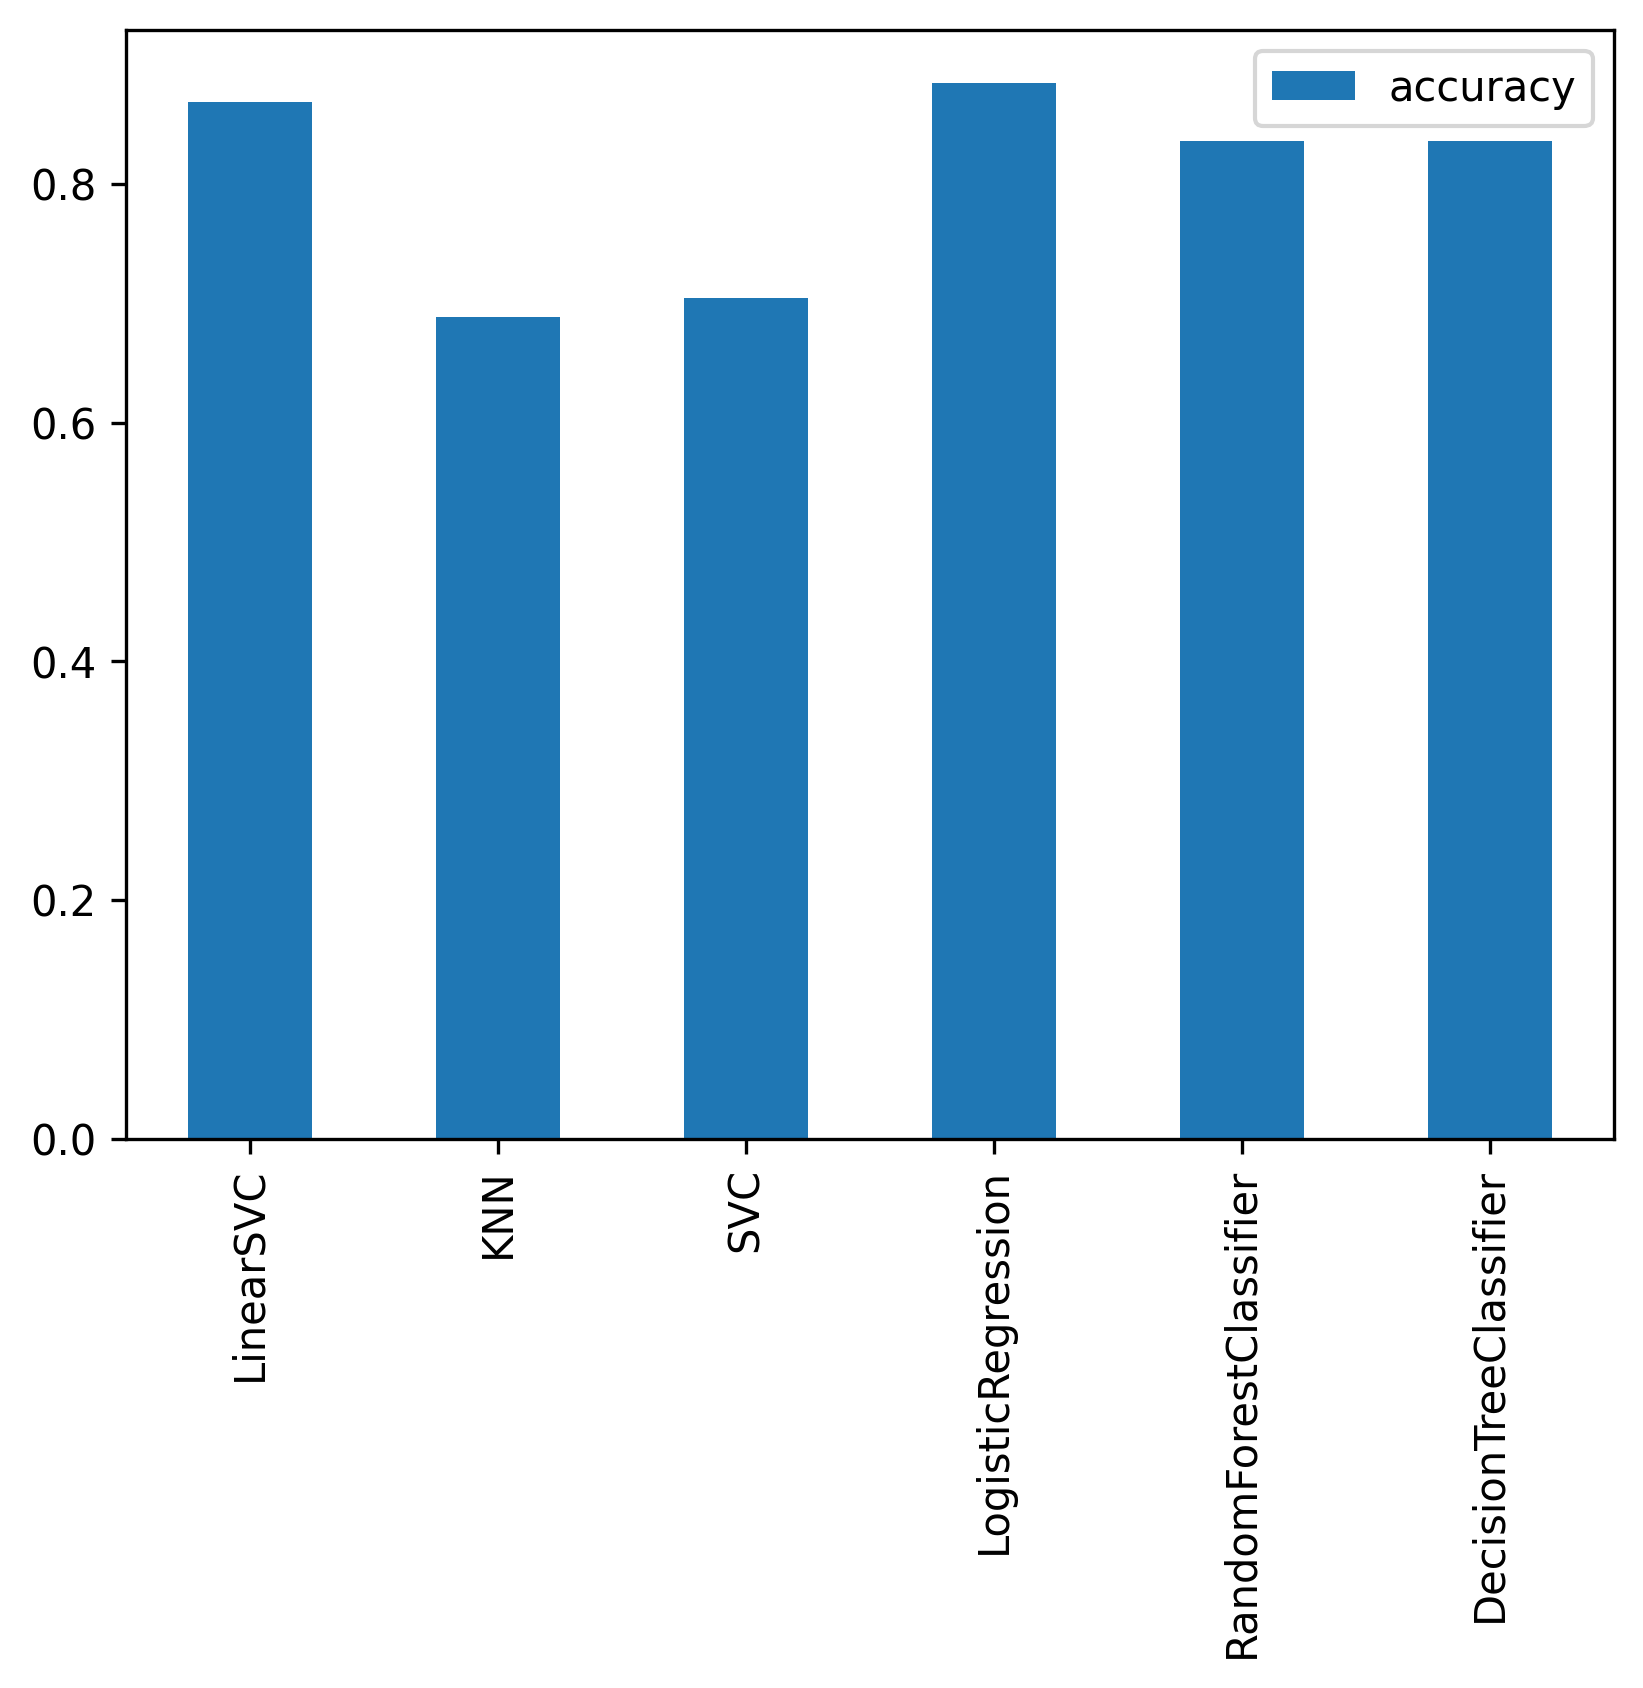 accuracy
0.8
0.6
0.4
0.2
0.0
LinearSVC
KNN
SVC
LogisticRegression
RandomForestClassifier
DecisionTreeClassifier